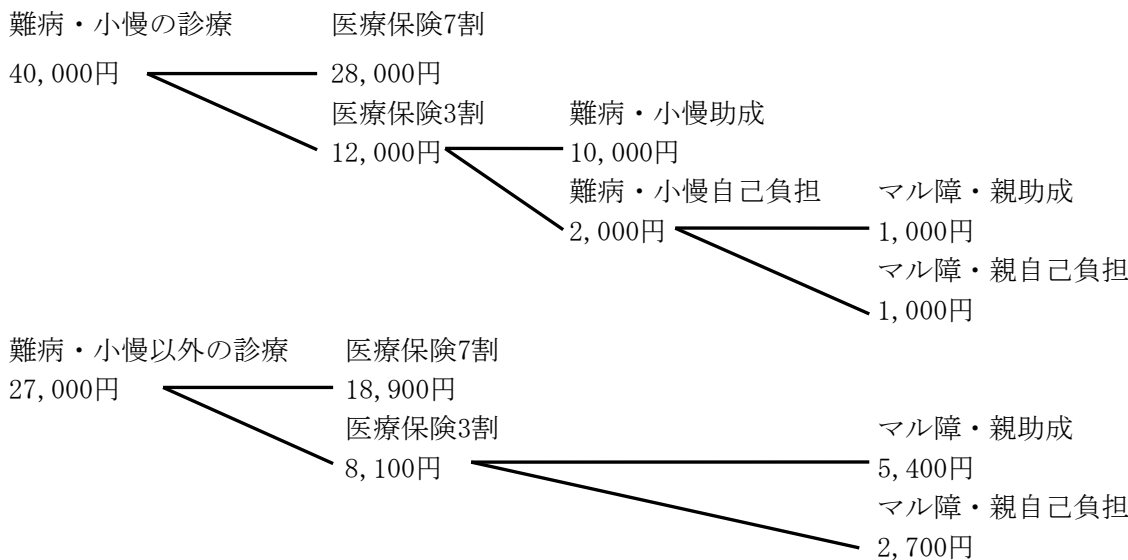 難病・小慢の診療 医療保険7割
40,000円 28,000円
医療保険3割 難病・小慢助成
12,000円 10,000円
難病・小慢自己負担 マル障・親助成
2,000円 1,000円
マル障・親自己負担
1,000円
難病・小慢以外の診療 医療保険7割
27,000円 18,900円
医療保険3割 マル障・親助成
8,100円 5,400円
マル障・親自己負担
2,700円